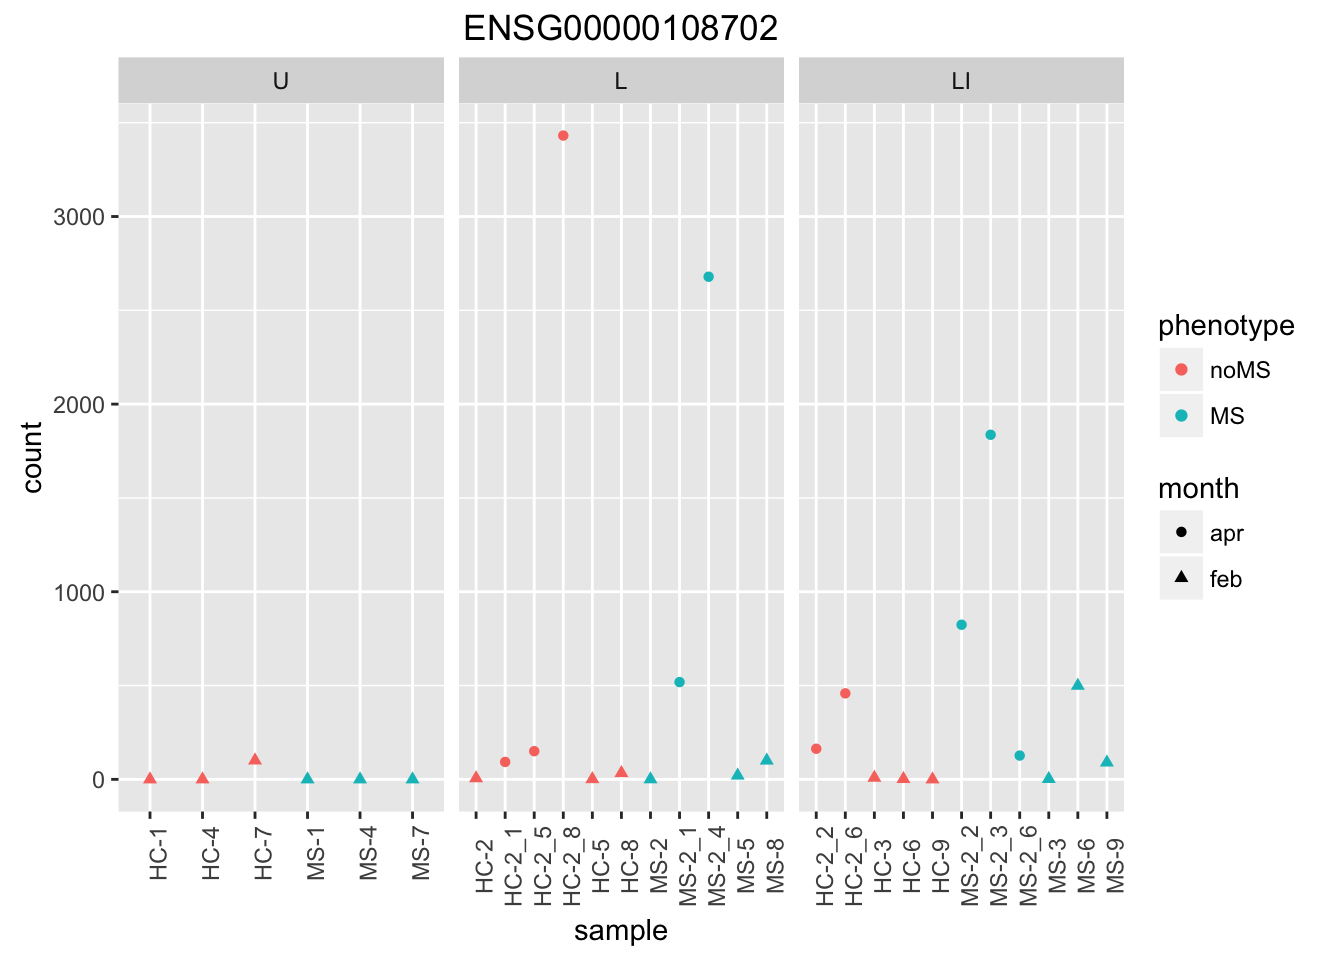 ENSG00000108702
U
L
LI
count
3000
2000
1000
0
HC-1
HC-4
HC-7
MS-1
MS-4
MS-7
HC-2
HC-2_1
HC-2_5
HC-2_8
HC-5
HC-8
MS-2
MS-2_1
MS-2_4
MS-5
MS-8
HC-2_2
HC-2_6
HC-3
HC-6
HC-9
MS-2_2
MS-2_3
MS-2_6
MS-3
MS-6
MS-9
sample
phenotype
noMS
MS
month
apr
feb